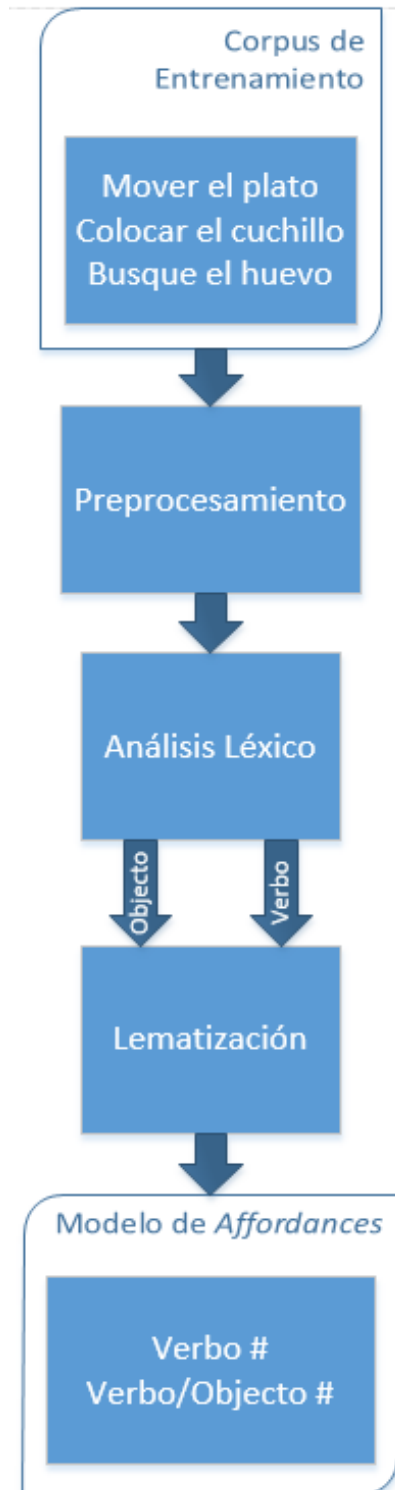 Corpus de
Entrenamiento
Mover el plato
Colocar el cuchillo
Busque el huevo
Preprocesamiento
Análisis Léxico
Objecto
Verbo
Lematización
Modelo de Affordances
Verbo #
Verbo/Objecto #